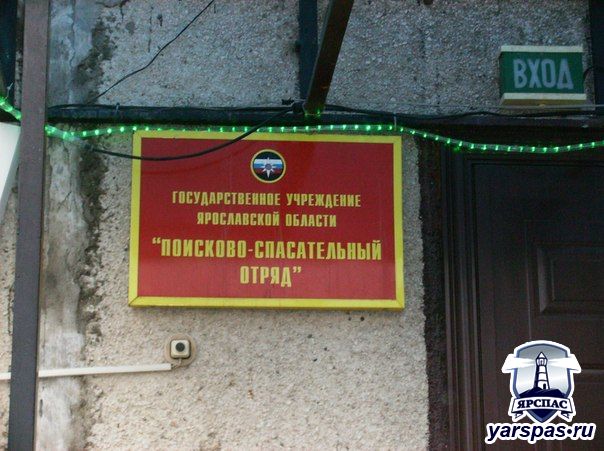 ВХОД
ГОСУДАРСТВЕННОЕ УЧРЕЖДЕНИЕ
ЯРОСЛАВСКОЙ ОБЛАСТИ
"ПОИСКОВО-СПАСАТЕЛЬНЫЙ
ОТРЯД"
ЯРСПАС
yarspas.ru